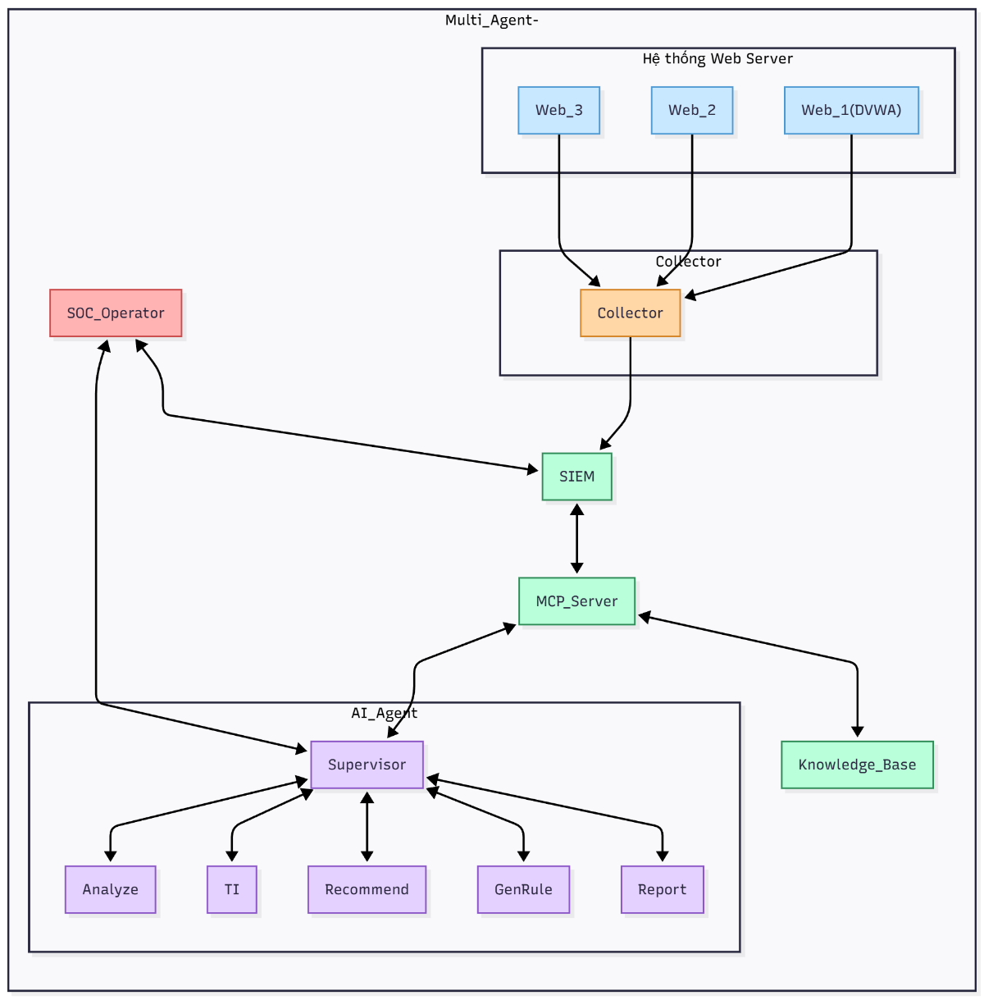 Multi_Agent-
Hệ thống Web Server
Web_3
Web_2
Web_1(DVWA)
Collector
Collector
SOC_Operator
SIEM
MCP_Server
AI_Agent
Supervisor
Knowledge_Base
Analyze
TI
Recommend
GenRule
Report